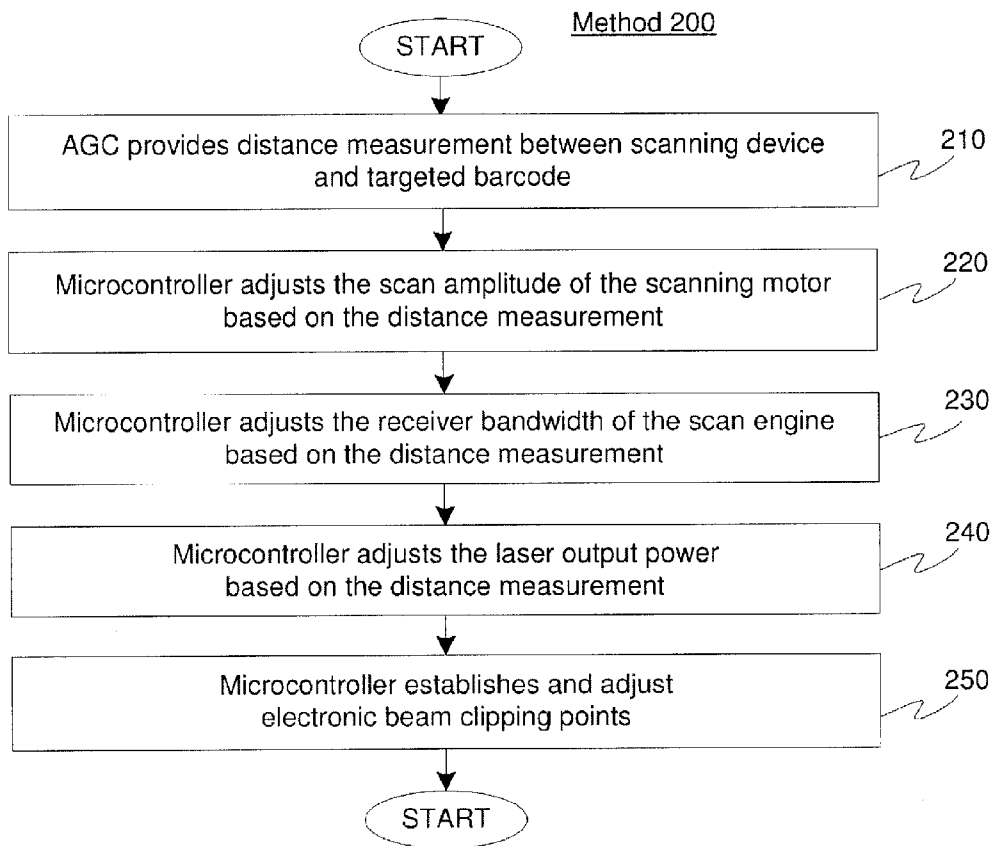 Method 200
START
AGC provides distance measurement between scanning device
and targeted barcode
210
Microcontroller adjusts the scan amplitude of the scanning motor
based on the distance measurement
220
Microcontroller adjusts the receiver bandwidth of the scan engine
based on the distance measurement
230
Microcontroller adjusts the laser output power
based on the distance measurement
240
Microcontroller establishes and adjust
electronic beam clipping points
250
START